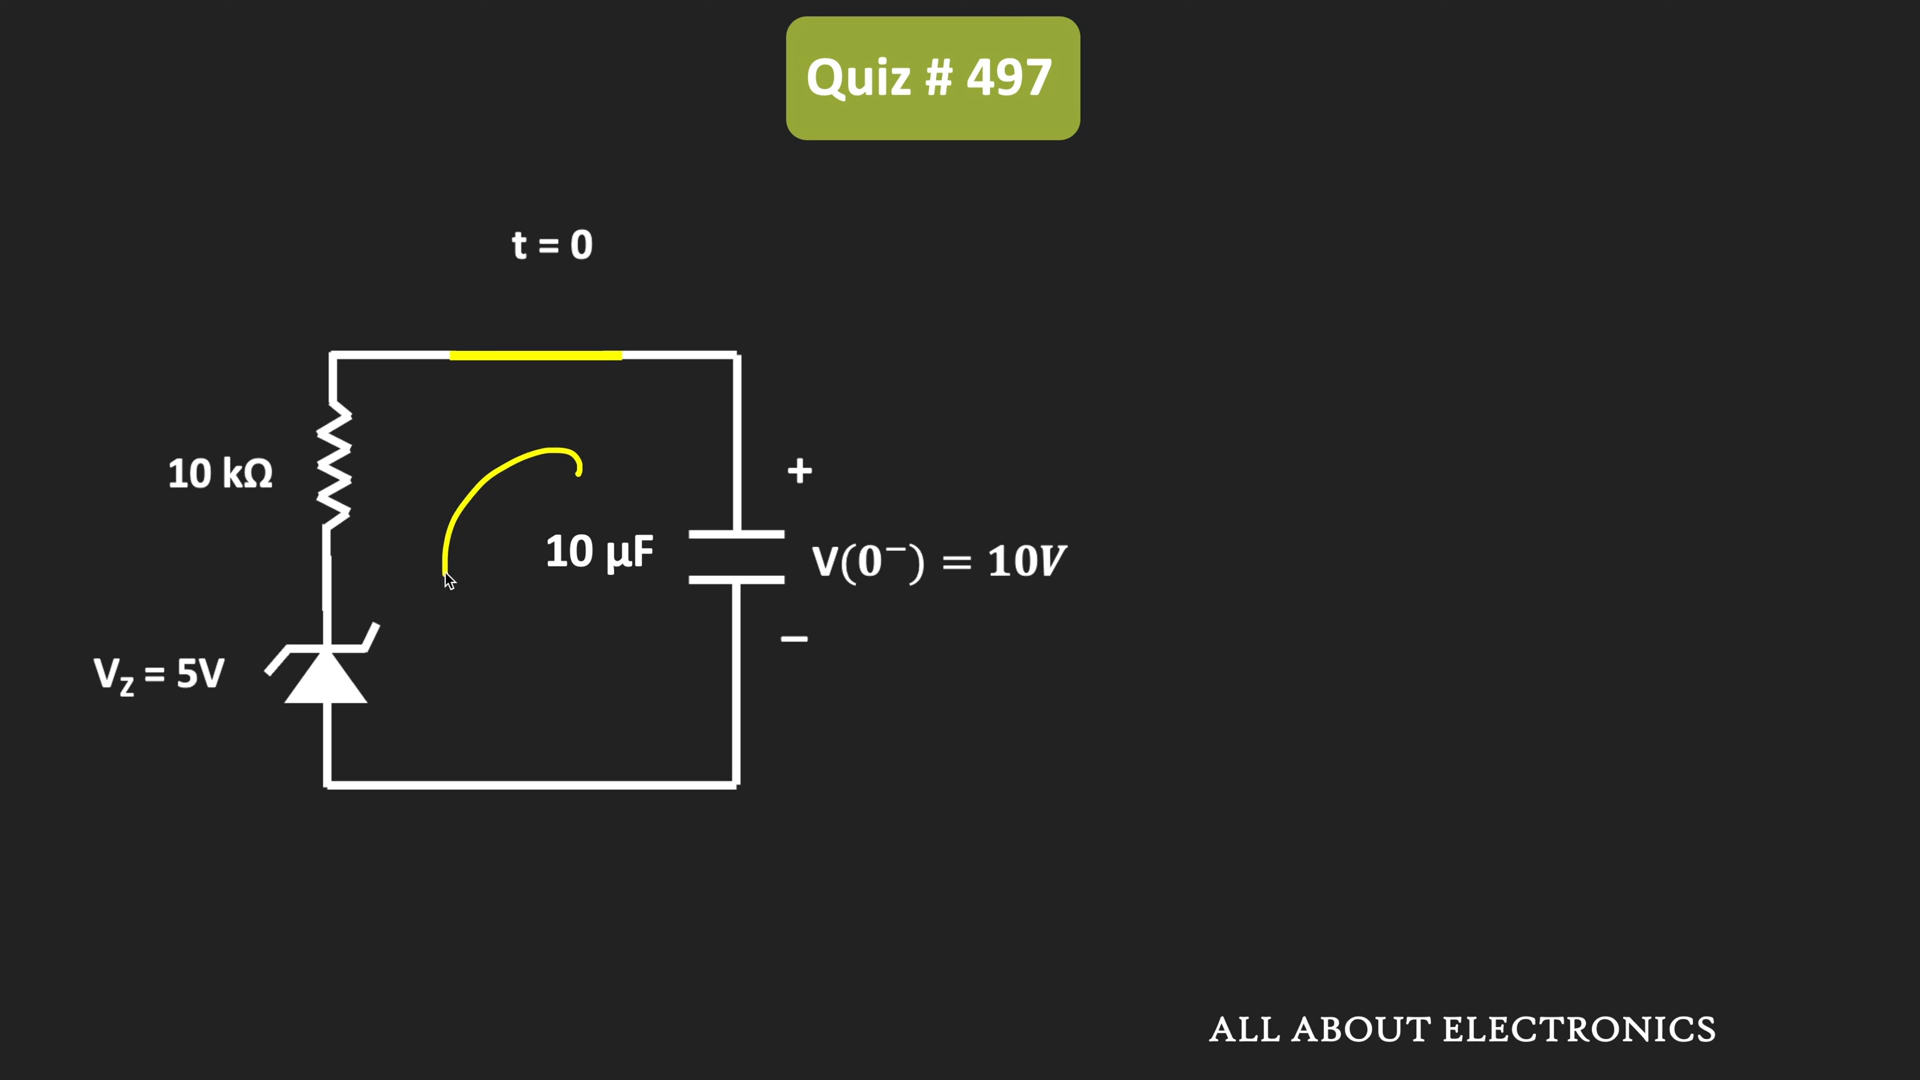 Quiz # 497
t = 0
10 kΩ
+
10 µF
V(0⁻) = 10V
−
V_Z = 5V
ALL ABOUT ELECTRONICS